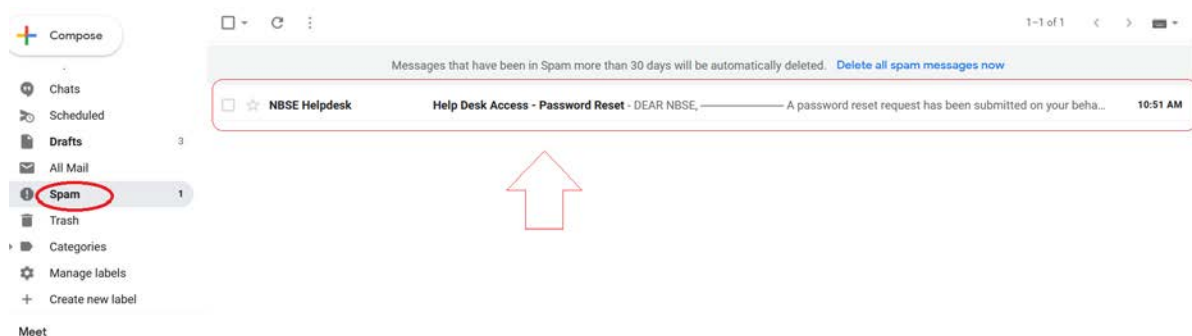 Compose
1–1 of 1
Messages that have been in Spam more than 30 days will be automatically deleted. Delete all spam messages now
Chats
NBSE Helpdesk Help Desk Access - Password Reset - DEAR NBSE, ——————— A password reset request has been submitted on your beha... 10:51 AM
Scheduled
Drafts 3
All Mail
Spam 1
Trash
Categories
Manage labels
Create new label
Meet